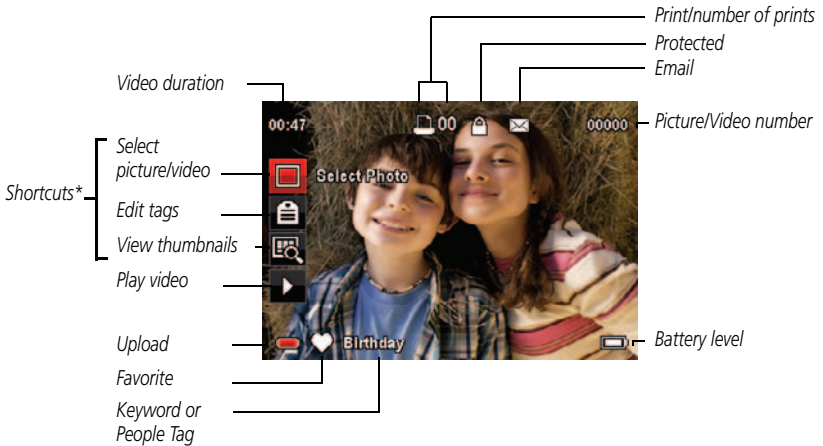 Print/number of prints
Protected
Email
Video duration
Picture/Video number
00:47
00
00000
Select
picture/video
Shortcuts*
Select Photo
Edit tags
View thumbnails
Play video
Upload
Birthday
Battery level
Favorite
Keyword or
People Tag